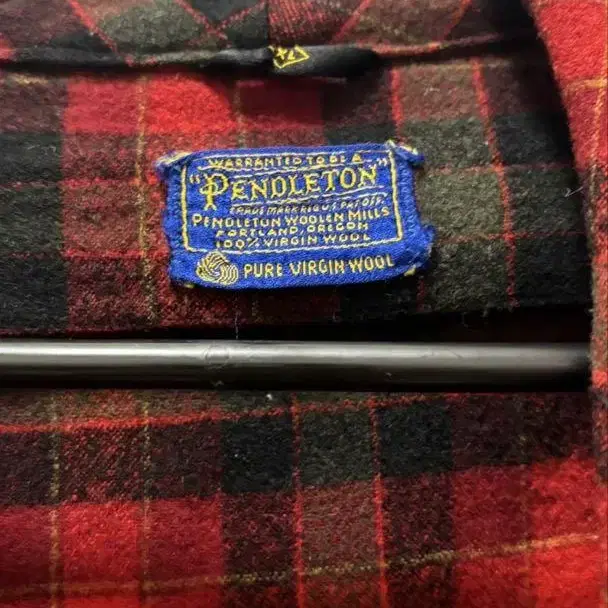 XL
WARRANTED TO BE A
"PENDLETON"
TRADE MARK REG U.S. PAT. OFF.
PENDLETON WOOLEN MILLS
PORTLAND, OREGON
100% VIRGIN WOOL
PURE VIRGIN WOOL